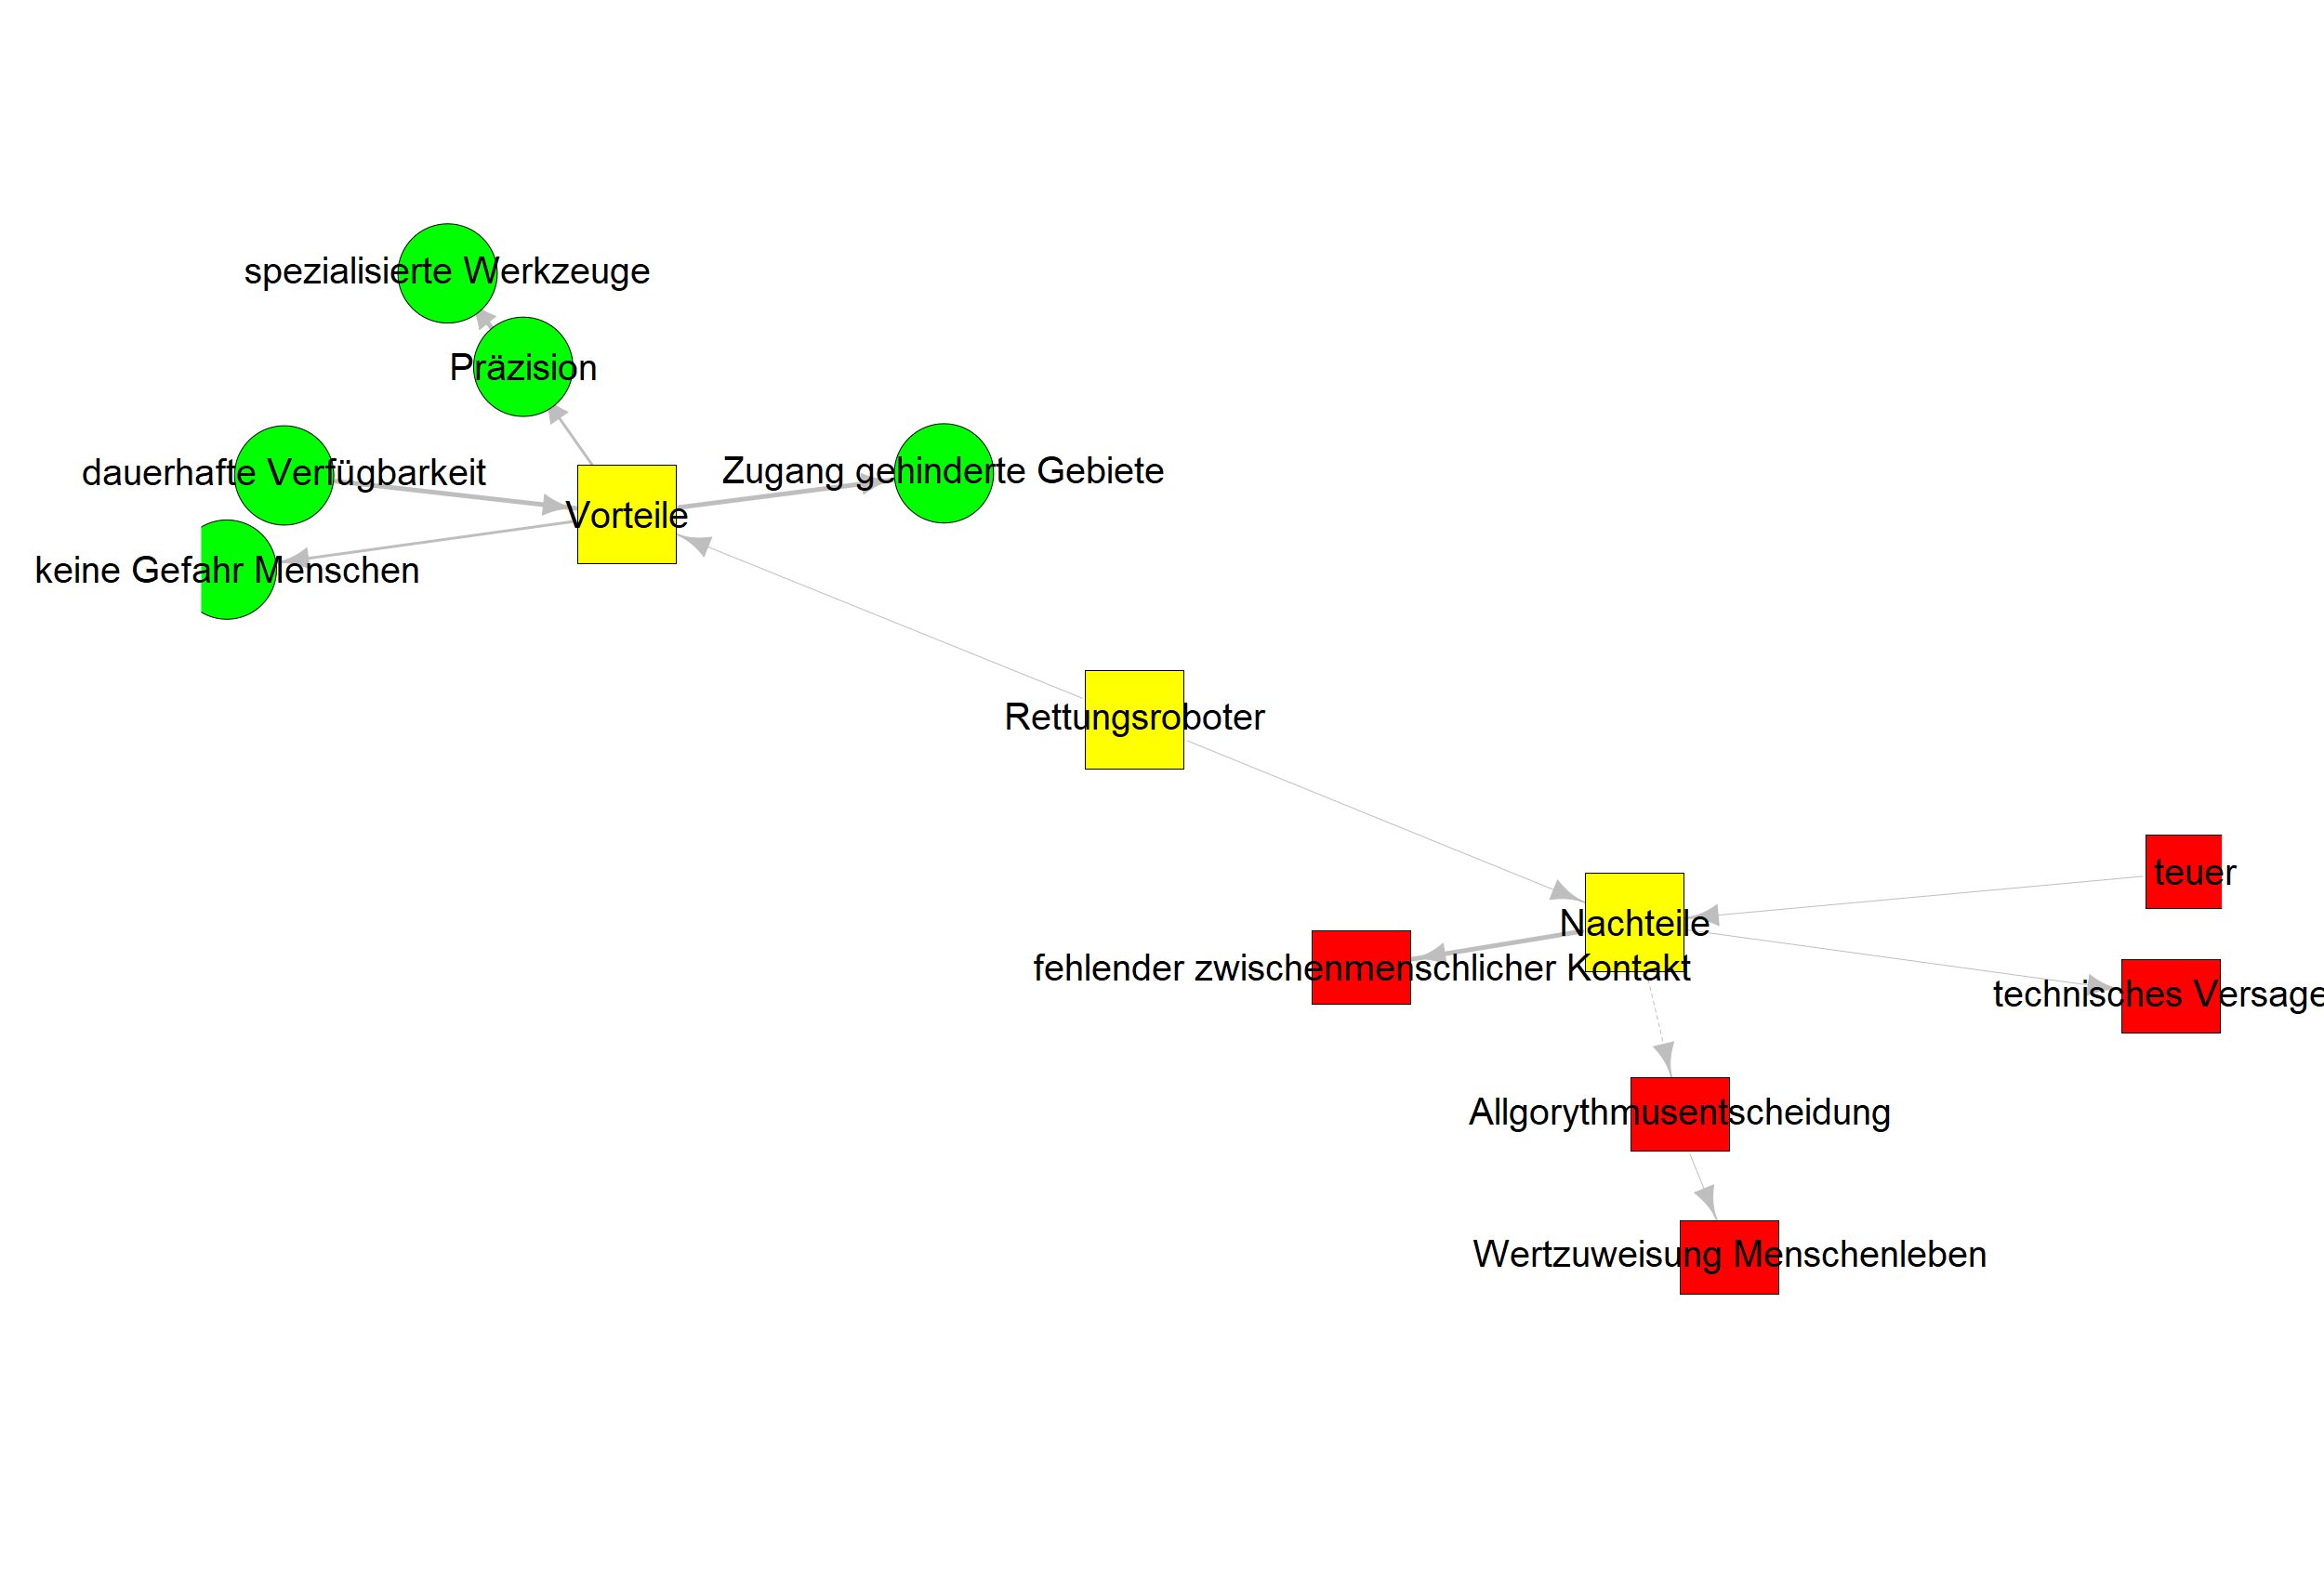 spezialisierte Werkzeuge
Präzision
dauerhafte Verfügbarkeit
Zugang gehinderte Gebiete
Vorteile
keine Gefahr Menschen
Rettungsroboter
teuer
Nachteile
fehlender zwischenmenschlicher Kontakt
technisches Versage
Allgorythmusentscheidung
Wertzuweisung Menschenleben